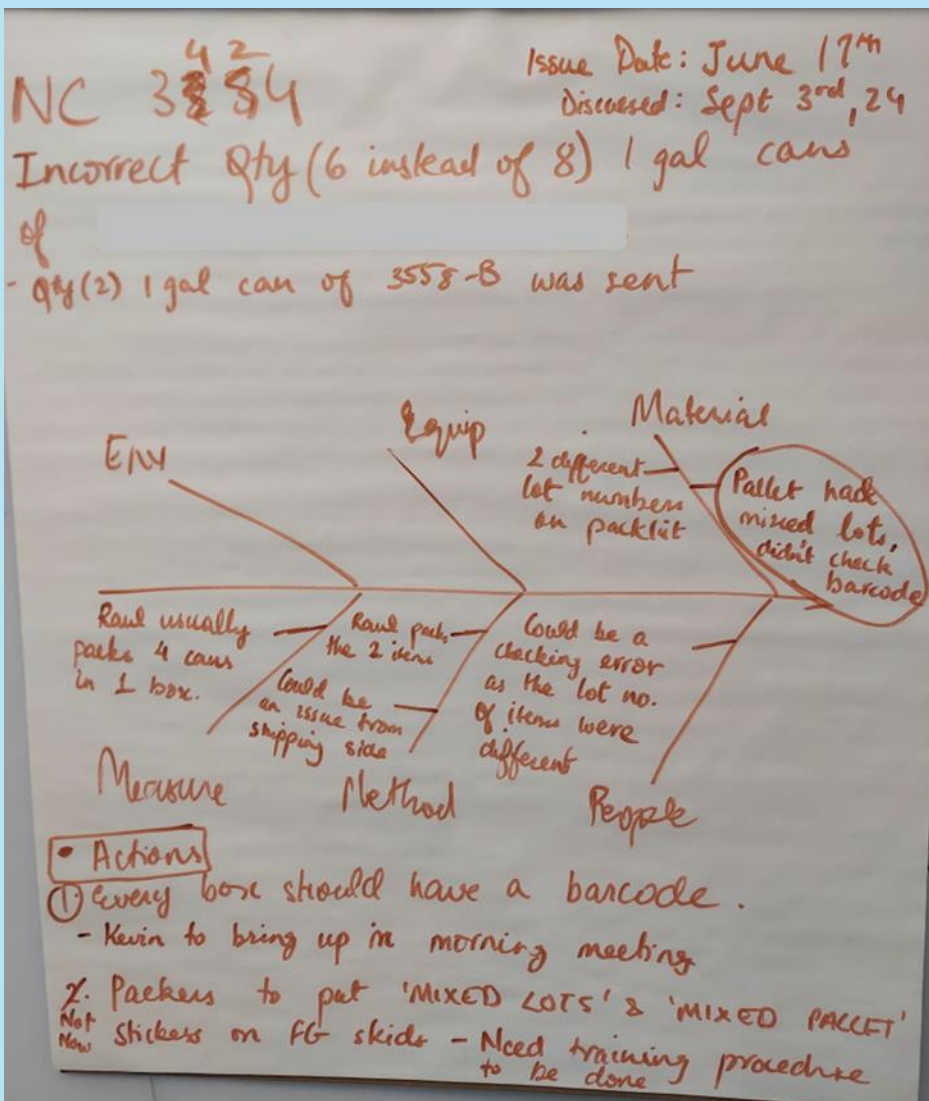 4 2
NC 3884
Issue Date: June 17th
Discussed: Sept 3rd, 24
Incorrect Qty (6 instead of 8) 1 gal cans
of
- Qty (2) 1 gal can of 3558-B was sent
Env
Equip
Material
2 different
lot numbers
on packlist
Pallet had
mixed lots,
didn't check
barcode
Raul usually
packs 4 cans
in 1 box.
Raul packs
the 2 items
Could be
an issue from
shipping side
Could be a
checking error
as the lot no.
of items were
different
Measure
Method
People
• Actions
① Every box should have a barcode.
- Kevin to bring up in morning meeting
2. Packers to put 'MIXED LOTS' & 'MIXED PALLET'
Not
Now
stickers on FG skids - Need training procedure
to be done